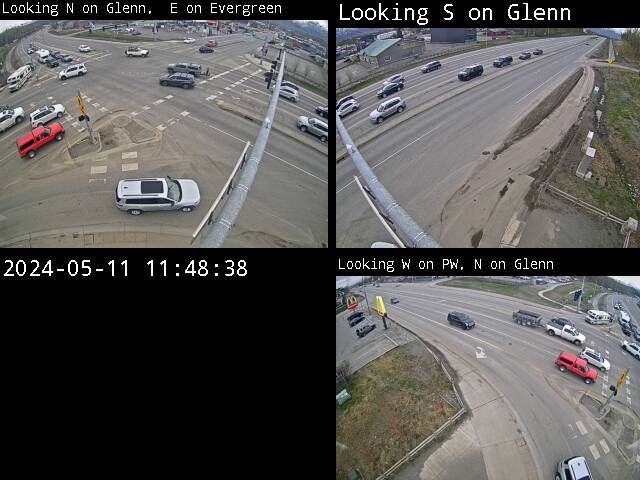 Looking N on Glenn,  E on Evergreen
Looking S on Glenn
2024-05-11 11:48:38
Looking W on PW, N on Glenn